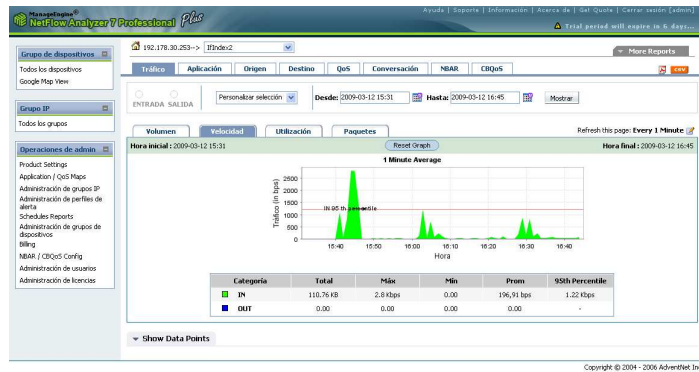 ManageEngine®
NetFlow Analyzer 7 Professional Plus
Ayuda | Soporte | Información | Acerca de | Get Quote | Cerrar sesión [admin]
Trial period will expire in 6 days...
Grupo de dispositivos
Todos los dispositivos
Google Map View
Grupo IP
Todos los grupos
Operaciones de admin
Product Settings
Application / QoS Maps
Administración de grupos IP
Administración de perfiles de
alerta
Schedules Reports
Administración de grupos de
dispositivos
Billing
NBAR / CBQoS Config
Administración de usuarios
Administración de licencias
192.178.30.253--> IfIndex2
More Reports
Tráfico Aplicación Origen Destino QoS Conversación NBAR CBQoS
CSV
ENTRADA SALIDA
Personalizar selección
Desde: 2009-03-12 15:31 Hasta: 2009-03-12 16:45 Mostrar
Volumen Velocidad Utilización Paquetes
Refresh this page: Every 1 Minute
Hora inicial : 2009-03-12 15:31
Reset Graph
Hora final : 2009-03-12 16:45
1 Minute Average
Tráfico (in bps)
2500
2000
1500
1000
500
0
IN 95 th percentile
15:40 15:50 16:00 16:10 16:20 16:30 16:40
Hora
Categoría Total Máx Mín Prom 95th Percentile
IN 110.76 KB 2.8 Kbps 0.00 196,91 bps 1.22 Kbps
OUT 0.00 0.00 0.00 0.00 -
Show Data Points
Copyright © 2004 - 2006 AdventNet In